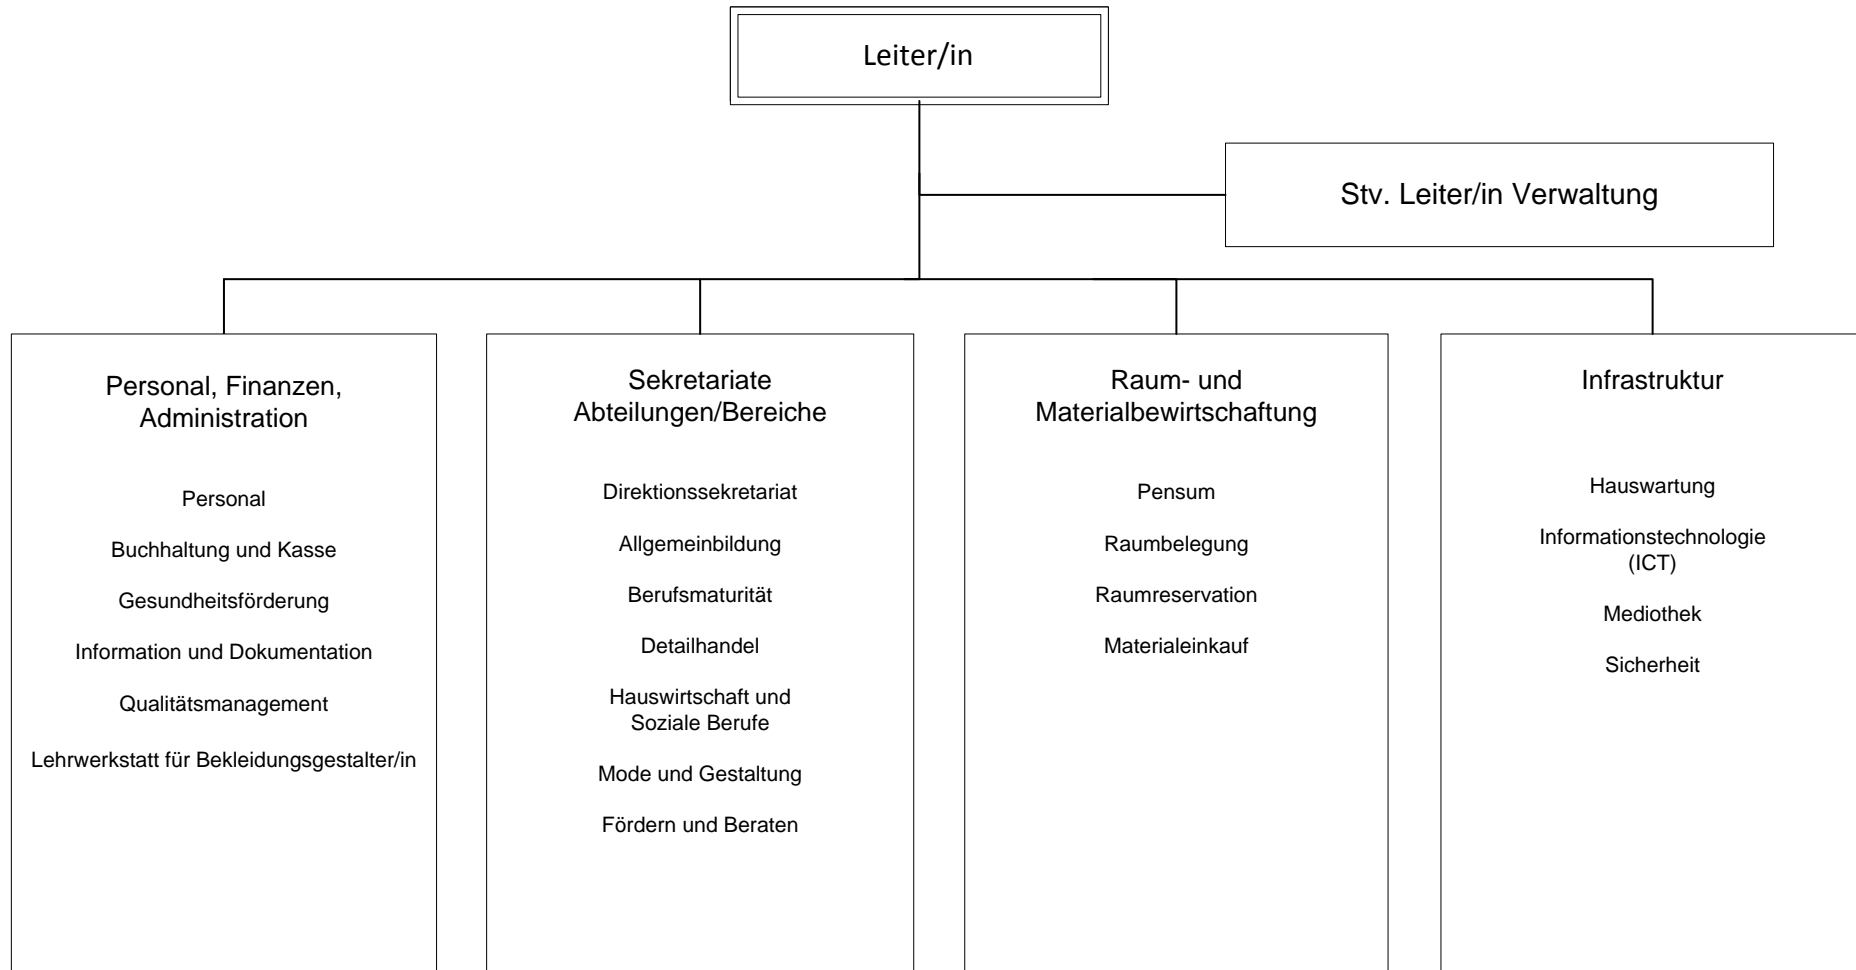 Leiter/in
Stv. Leiter/in Verwaltung
Personal, Finanzen,
Administration
Personal
Buchhaltung und Kasse
Gesundheitsförderung
Information und Dokumentation
Qualitätsmanagement
Lehrwerkstatt für Bekleidungsgestalter/in
Sekretariate
Abteilungen/Bereiche
Direktionssekretariat
Allgemeinbildung
Berufsmaturität
Detailhandel
Hauswirtschaft und
Soziale Berufe
Mode und Gestaltung
Fördern und Beraten
Raum- und
Materialbewirtschaftung
Pensum
Raumbelegung
Raumreservation
Materialeinkauf
Infrastruktur
Hauswartung
Informationstechnologie
(ICT)
Mediothek
Sicherheit